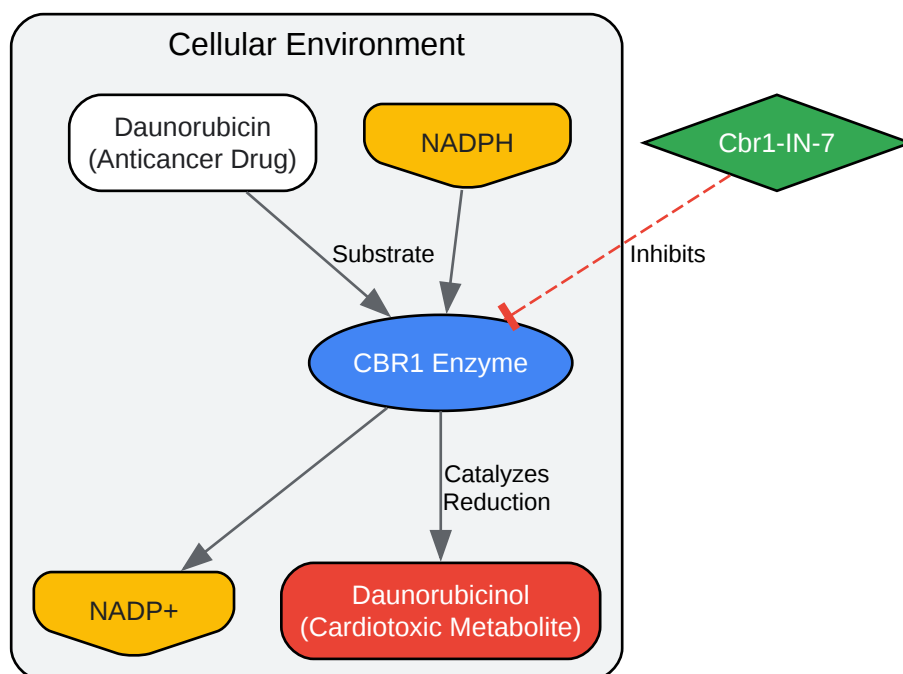 Cellular Environment
Daunorubicin
(Anticancer Drug)
NADPH
Cbr1-IN-7
Substrate
Inhibits
CBR1 Enzyme
Catalyzes
Reduction
NADP+
Daunorubicinol
(Cardiotoxic Metabolite)